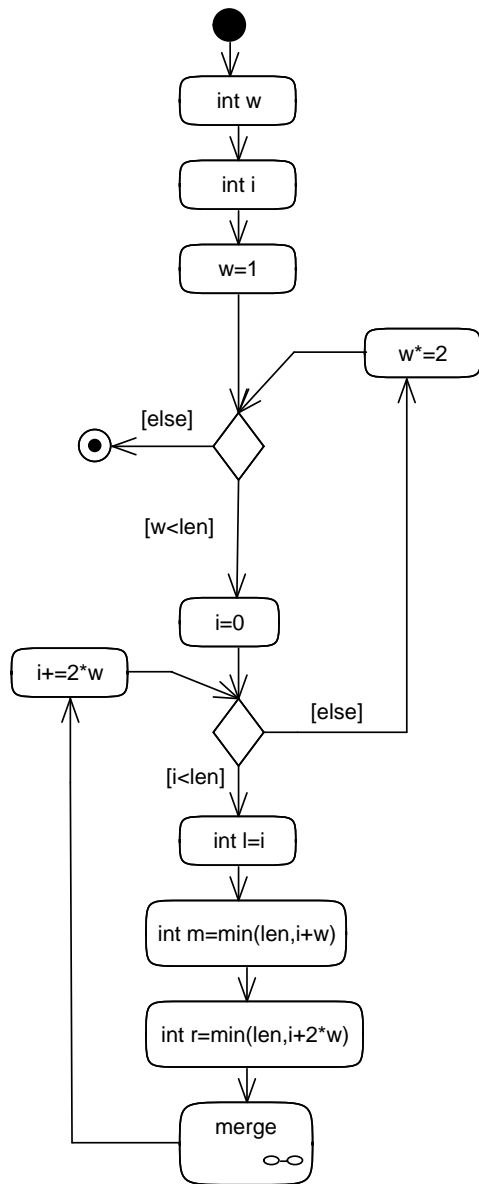 int w
int i
w=1
w*=2
[else]
[w<len]
i=0
i+=2*w
[else]
[i<len]
int l=i
int m=min(len,i+w)
int r=min(len,i+2*w)
merge